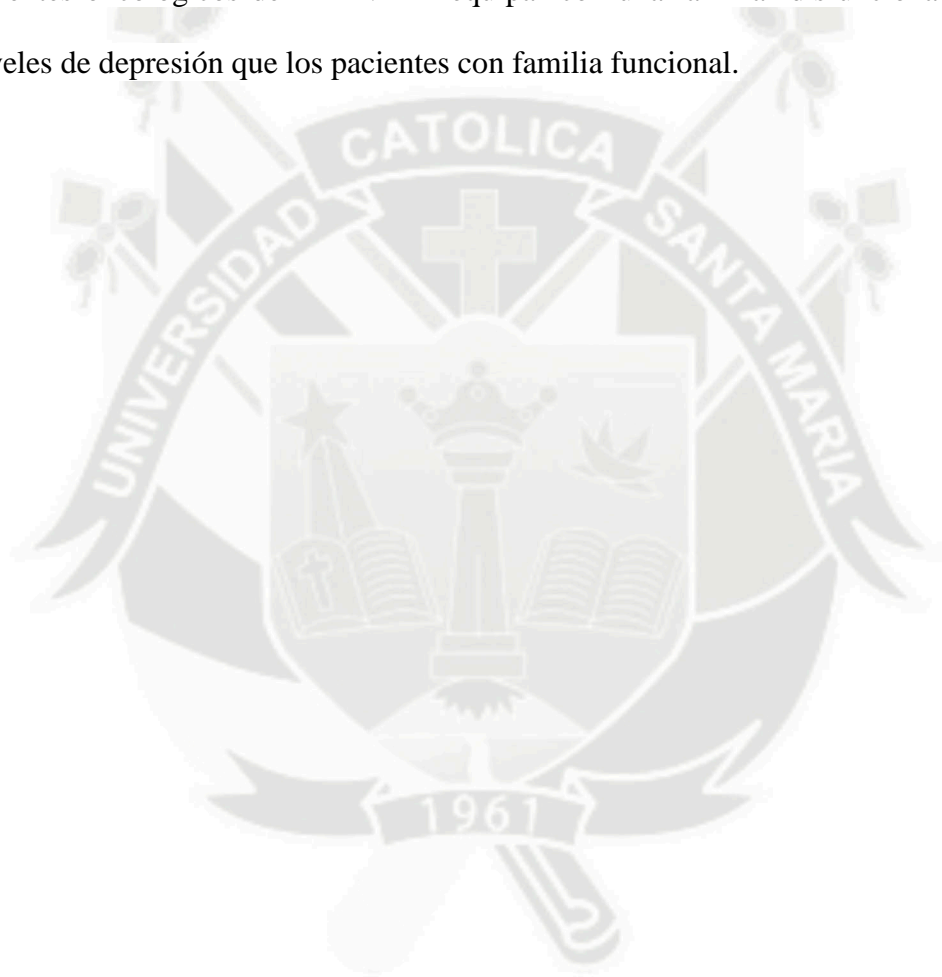 veles de depresión que los pacientes con familia funcional.
UNIVERSIDAD CATOLICA SANTA MARIA
1961